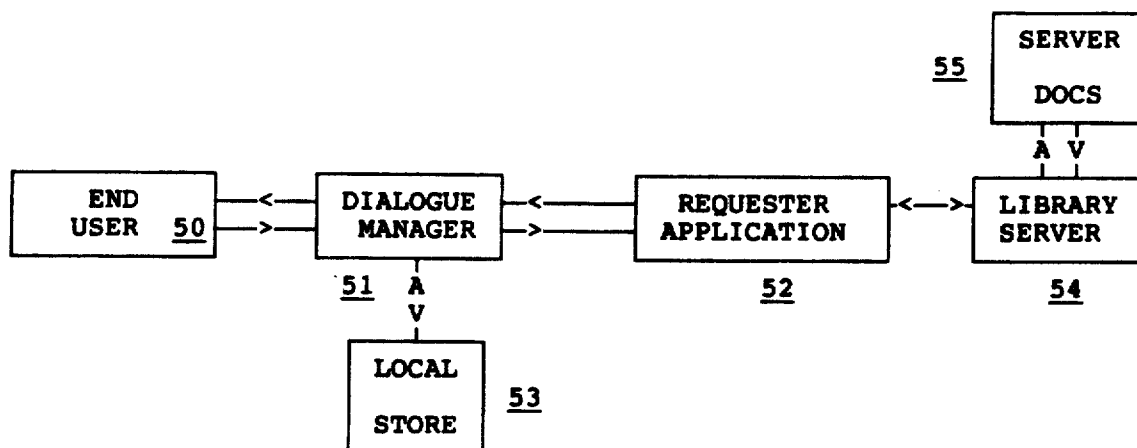 SERVER
55
DOCS
A V
END
USER 50
<
>
DIALOGUE
MANAGER
<
>
REQUESTER
APPLICATION
< >
LIBRARY
SERVER
51
A
V
52
54
LOCAL
53
STORE